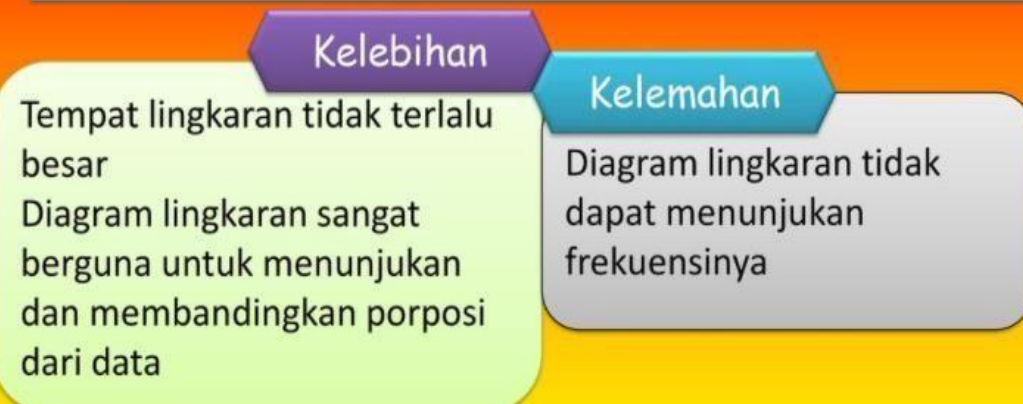 Kelebihan
Tempat lingkaran tidak terlalu
besar
Diagram lingkaran sangat
berguna untuk menunjukan
dan membandingkan porposi
dari data
Kelemahan
Diagram lingkaran tidak
dapat menunjukan
frekuensinya